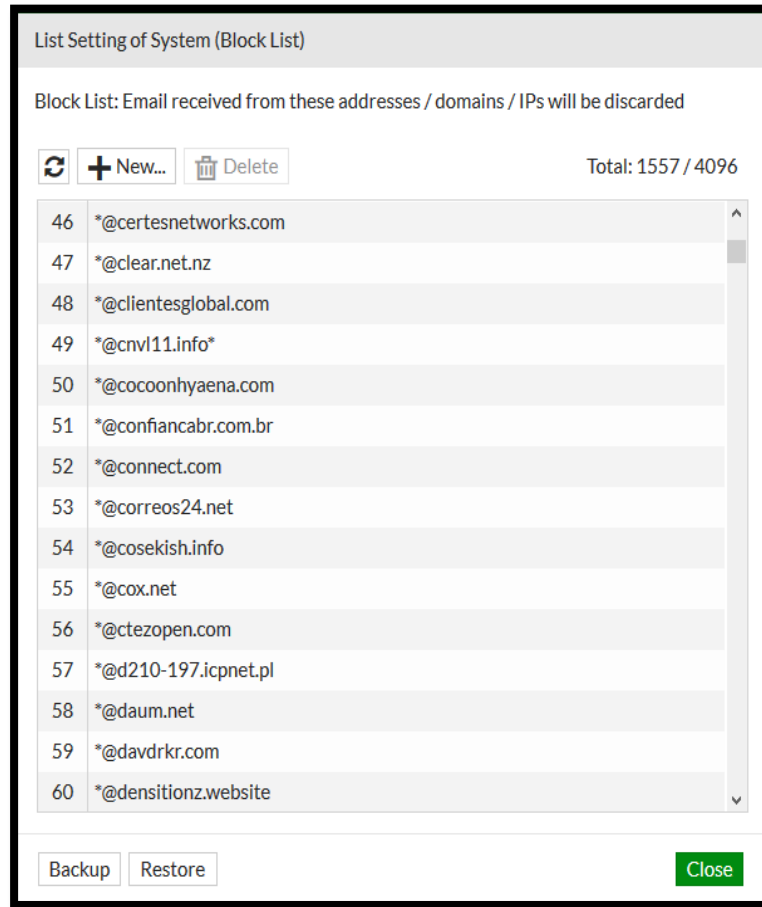 List Setting of System (Block List)
Block List: Email received from these addresses / domains / IPs will be discarded
New... Delete Total: 1557 / 4096
46 *@certesnetworks.com
47 *@clear.net.nz
48 *@clientesglobal.com
49 *@cnvl11.info*
50 *@cocoonhyaena.com
51 *@confiancabr.com.br
52 *@connect.com
53 *@correos24.net
54 *@cosekish.info
55 *@cox.net
56 *@ctezopen.com
57 *@d210-197.icpnet.pl
58 *@daum.net
59 *@davdrkr.com
60 *@densitionz.website
Backup Restore Close